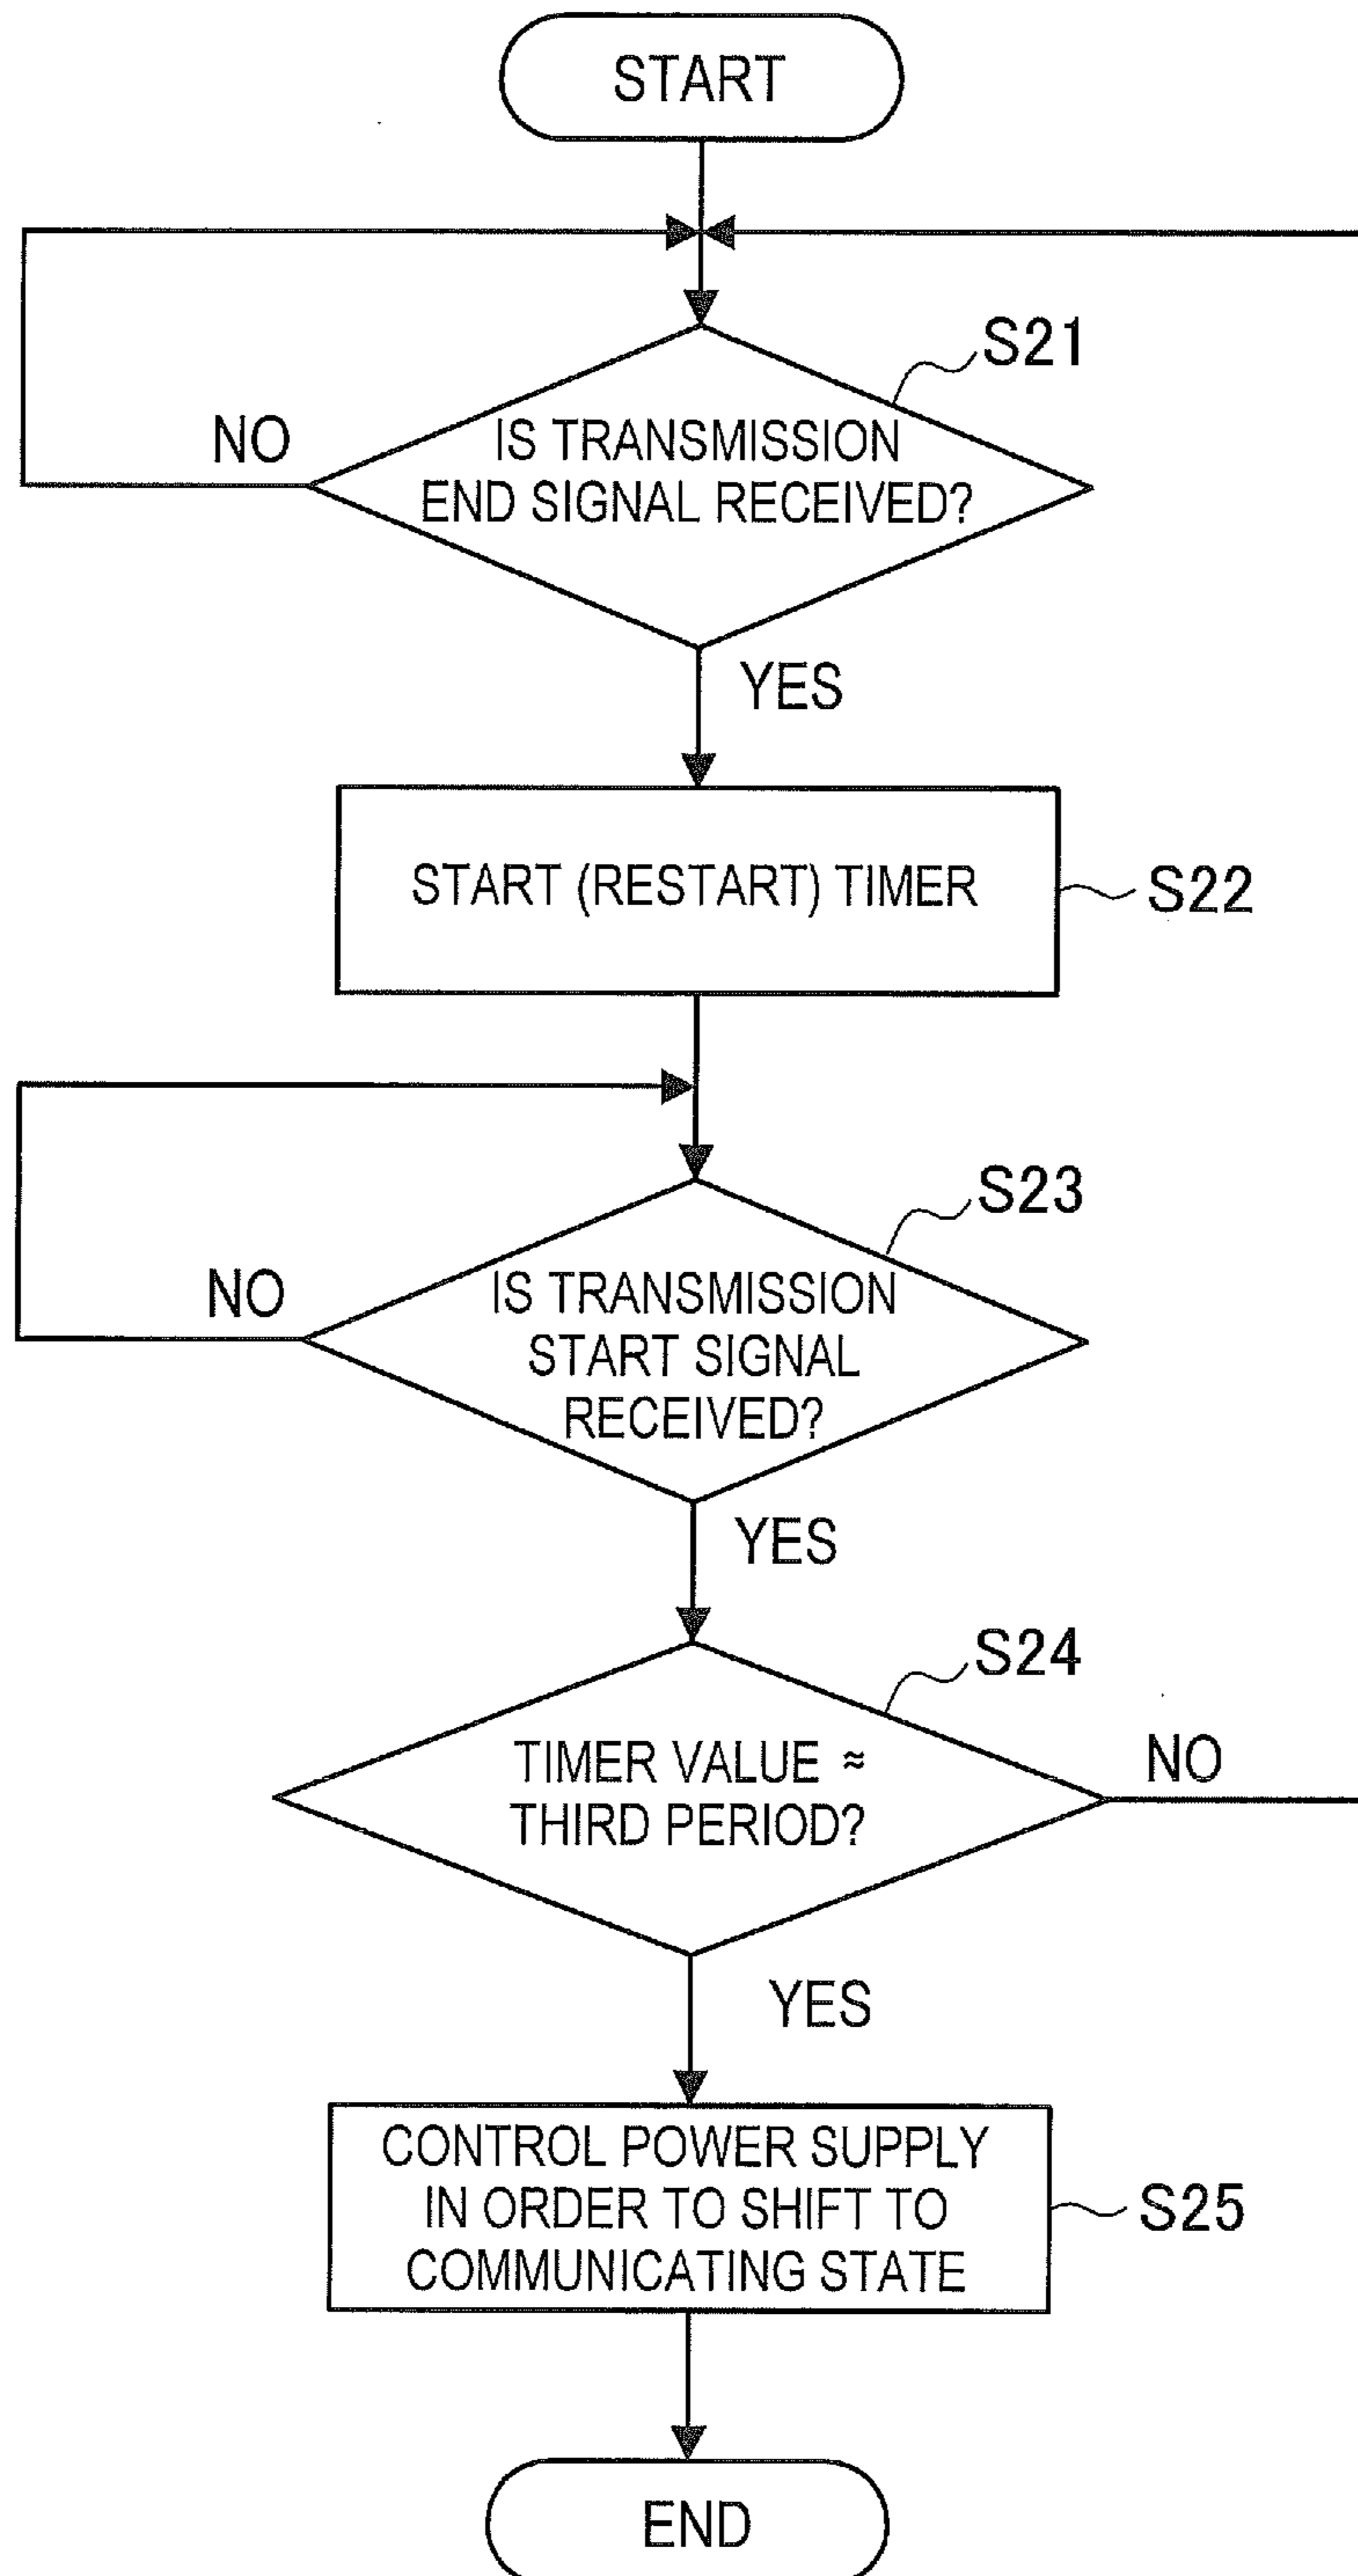 START
S21
NO
IS TRANSMISSION
END SIGNAL RECEIVED?
YES
START (RESTART) TIMER
S22
S23
NO
IS TRANSMISSION
START SIGNAL
RECEIVED?
YES
S24
TIMER VALUE ≈
THIRD PERIOD?
NO
YES
CONTROL POWER SUPPLY
IN ORDER TO SHIFT TO
COMMUNICATING STATE
S25
END